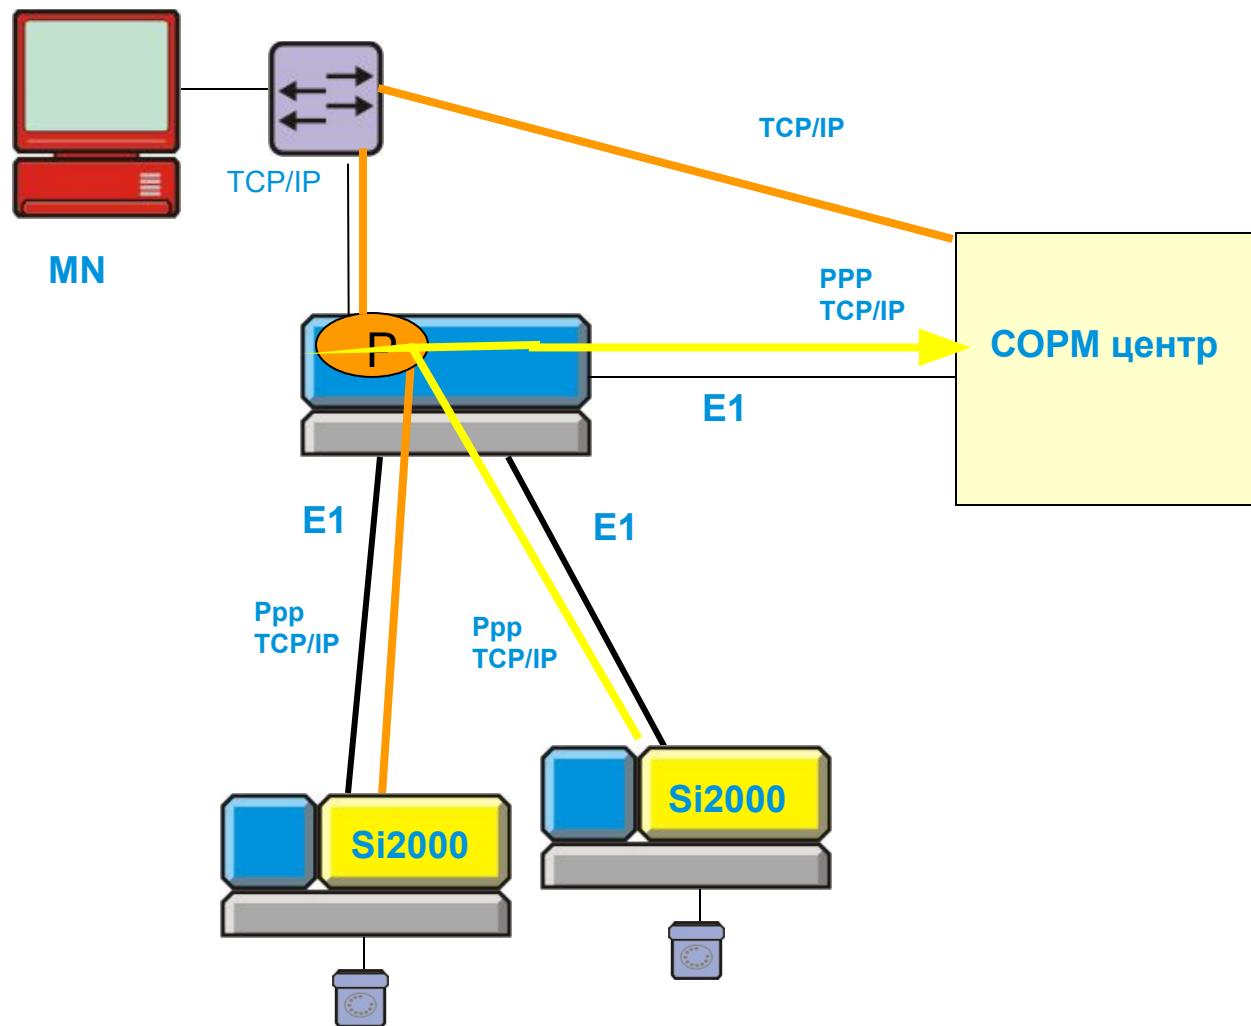 TCP/IP
TCP/IP
MN
PPP
TCP/IP
P
СОРМ центр
E1
E1
E1
Ppp
TCP/IP
Ppp
TCP/IP
Si2000
Si2000